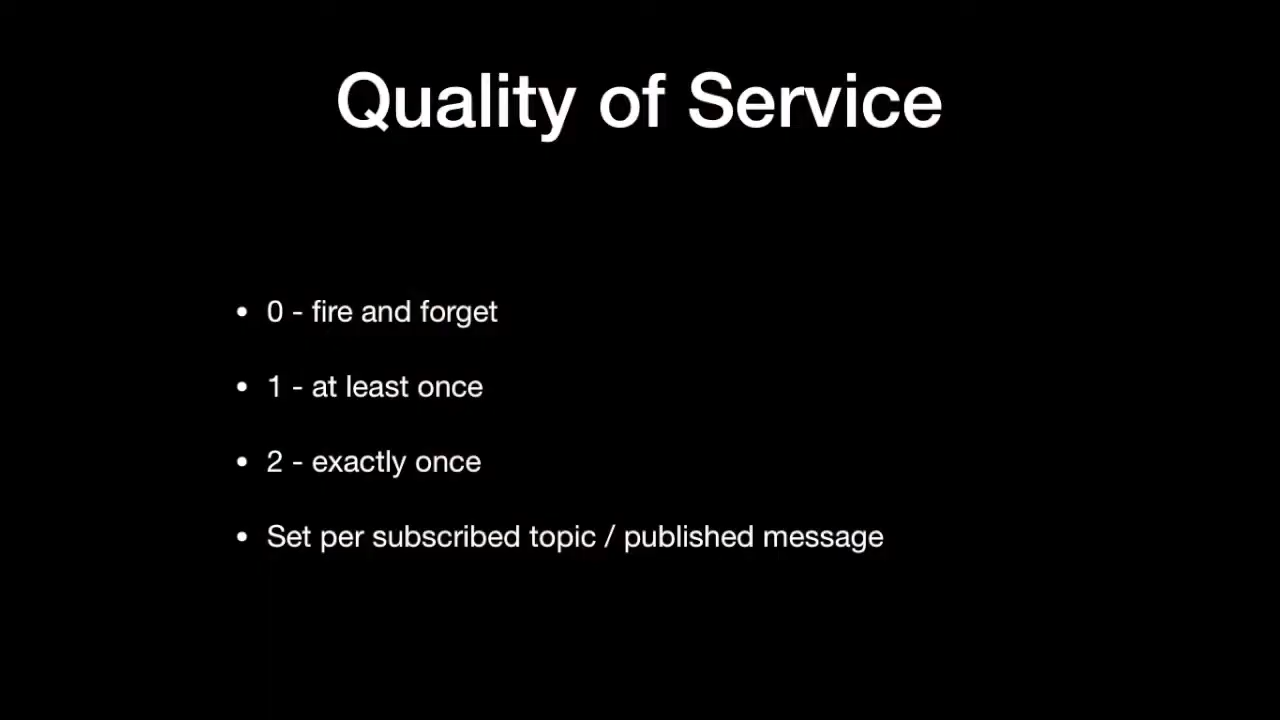 Quality of Service
• 0 - fire and forget
• 1 - at least once
• 2 - exactly once
• Set per subscribed topic / published message